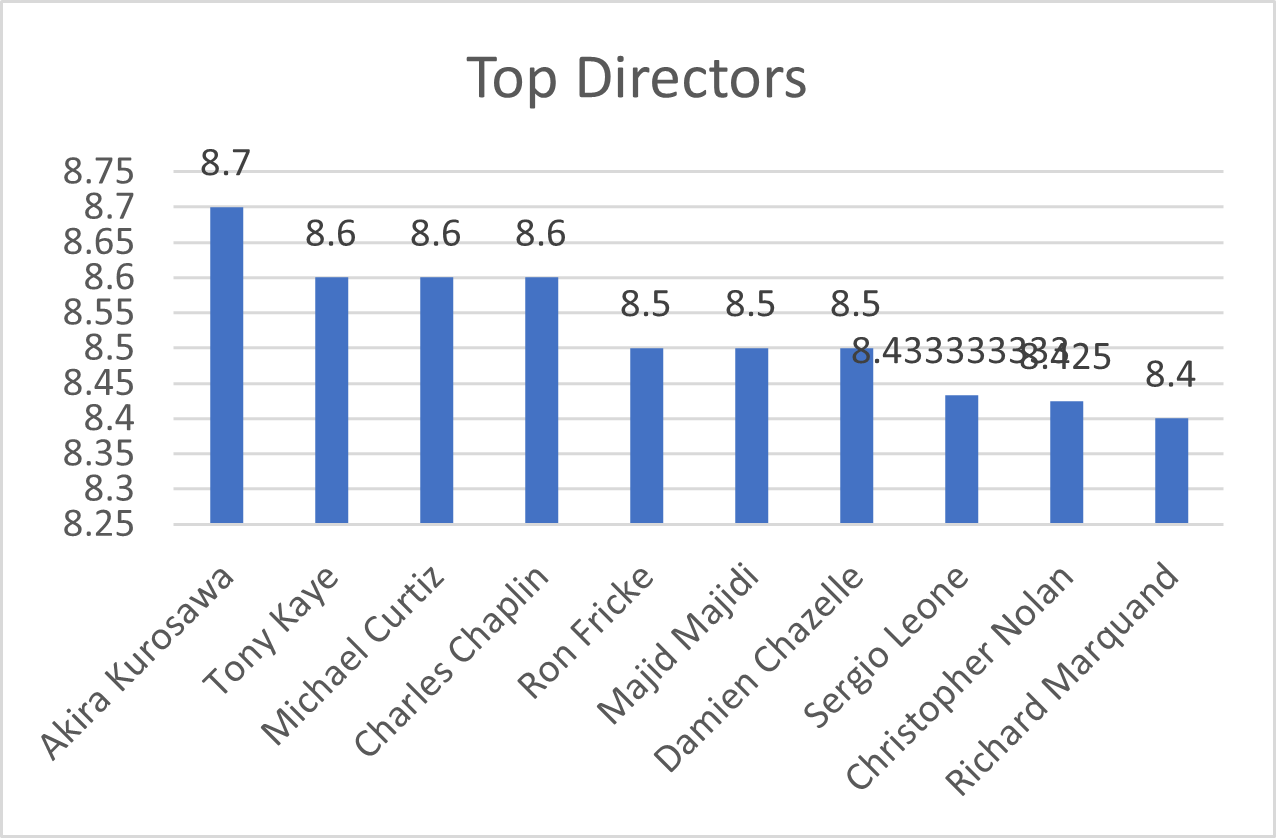 Top Directors
8.75
8.7
8.65
8.6
8.55
8.5
8.45
8.4
8.35
8.3
8.25
8.7
8.6
8.6
8.6
8.5
8.5
8.5
8.433333333
8.425
8.4
Akira Kurosawa
Tony Kaye
Michael Curtiz
Charles Chaplin
Ron Fricke
Majid Majidi
Damien Chazelle
Sergio Leone
Christopher Nolan
Richard Marquand